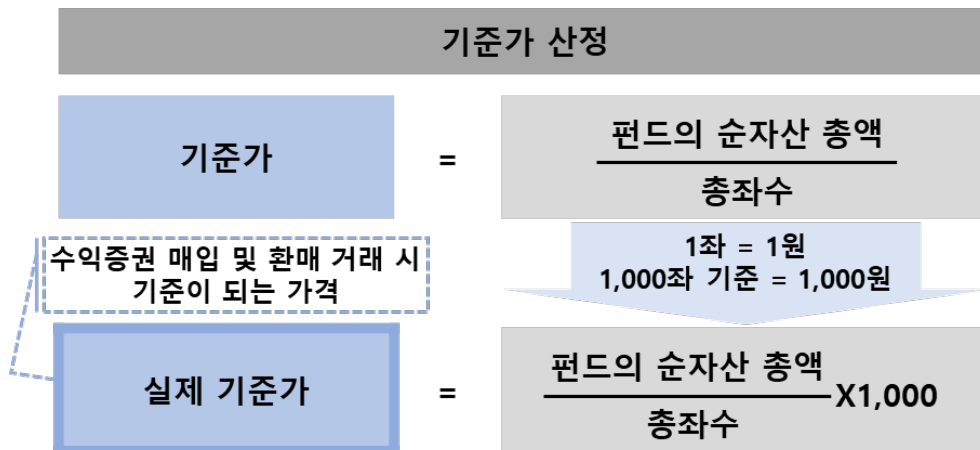 기준가 산정
기준가
=
펀드의 순자산 총액
총좌수
수익증권 매입 및 환매 거래 시
기준이 되는 가격
1좌 = 1원
1,000좌 기준 = 1,000원
실제 기준가
=
펀드의 순자산 총액
총좌수
X1,000